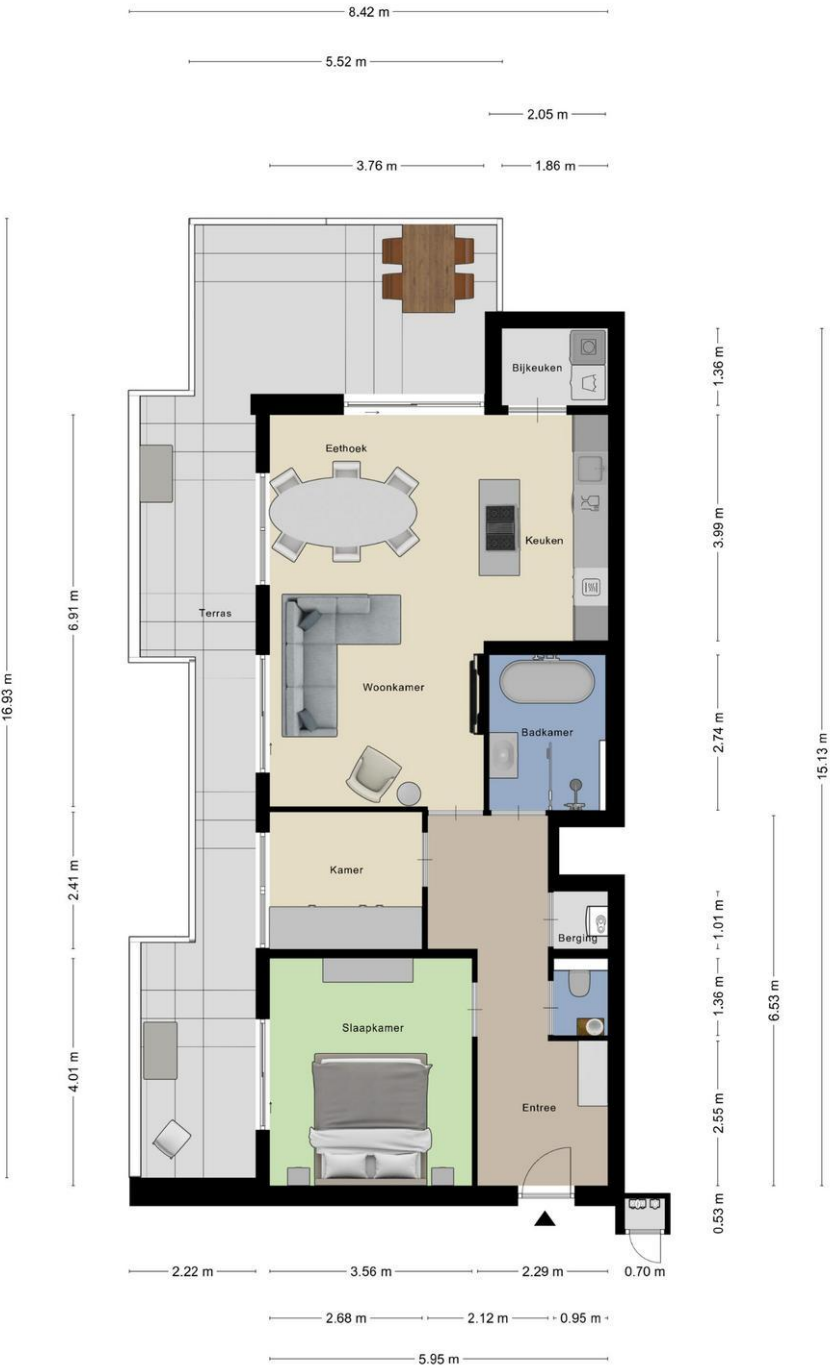 8.42 m
5.52 m
2.05 m
3.76 m
1.86 m
Bijkeuken
1.36 m
Eethoek
Keuken
3.99 m
6.91 m
Terras
16.93 m
Woonkamer
Badkamer
2.74 m
15.13 m
Kamer
2.41 m
1.01 m
Berging
6.53 m
1.36 m
Slaapkamer
4.01 m
Entree
2.55 m
0.53 m
2.22 m
3.56 m
2.29 m
0.70 m
2.68 m
2.12 m
0.95 m
5.95 m